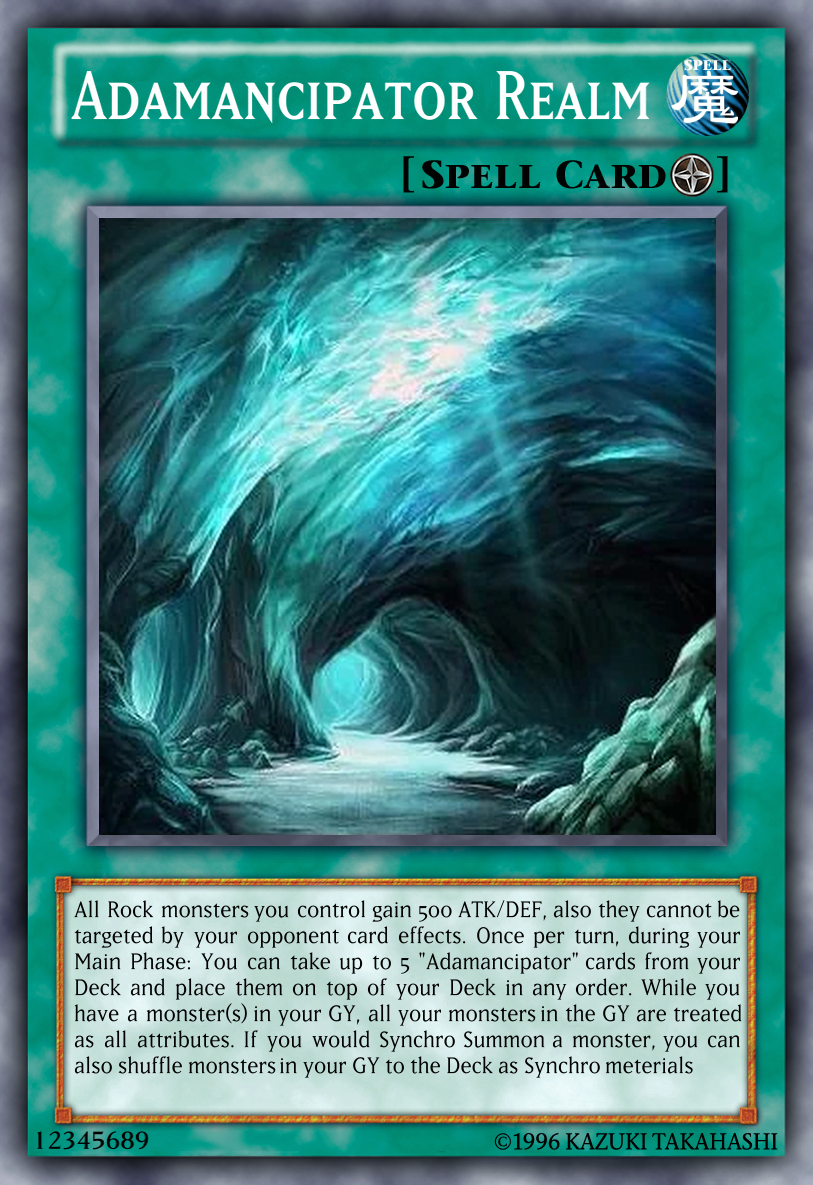 Adamancipator Realm
SPELL
魔
[Spell Card]
All Rock monsters you control gain 500 ATK/DEF, also they cannot be
targeted by your opponent card effects. Once per turn, during your
Main Phase: You can take up to 5 "Adamancipator" cards from your
Deck and place them on top of your Deck in any order. While you
have a monster(s) in your GY, all your monsters in the GY are treated
as all attributes. If you would Synchro Summon a monster, you can
also shuffle monsters in your GY to the Deck as Synchro meterials
12345689
©1996 KAZUKI TAKAHASHI